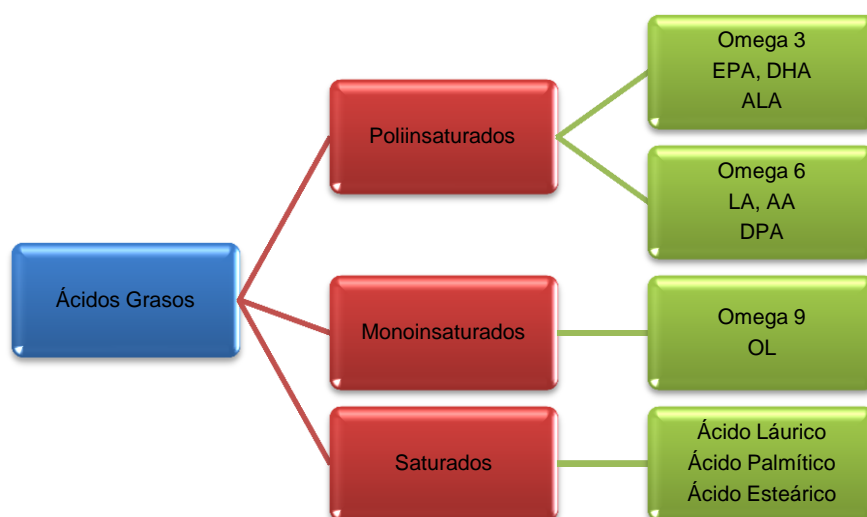 Ácidos Grasos
Poliinsaturados
Omega 3
EPA, DHA
ALA
Omega 6
LA, AA
DPA
Monoinsaturados
Omega 9
OL
Saturados
Ácido Láurico
Ácido Palmítico
Ácido Esteárico